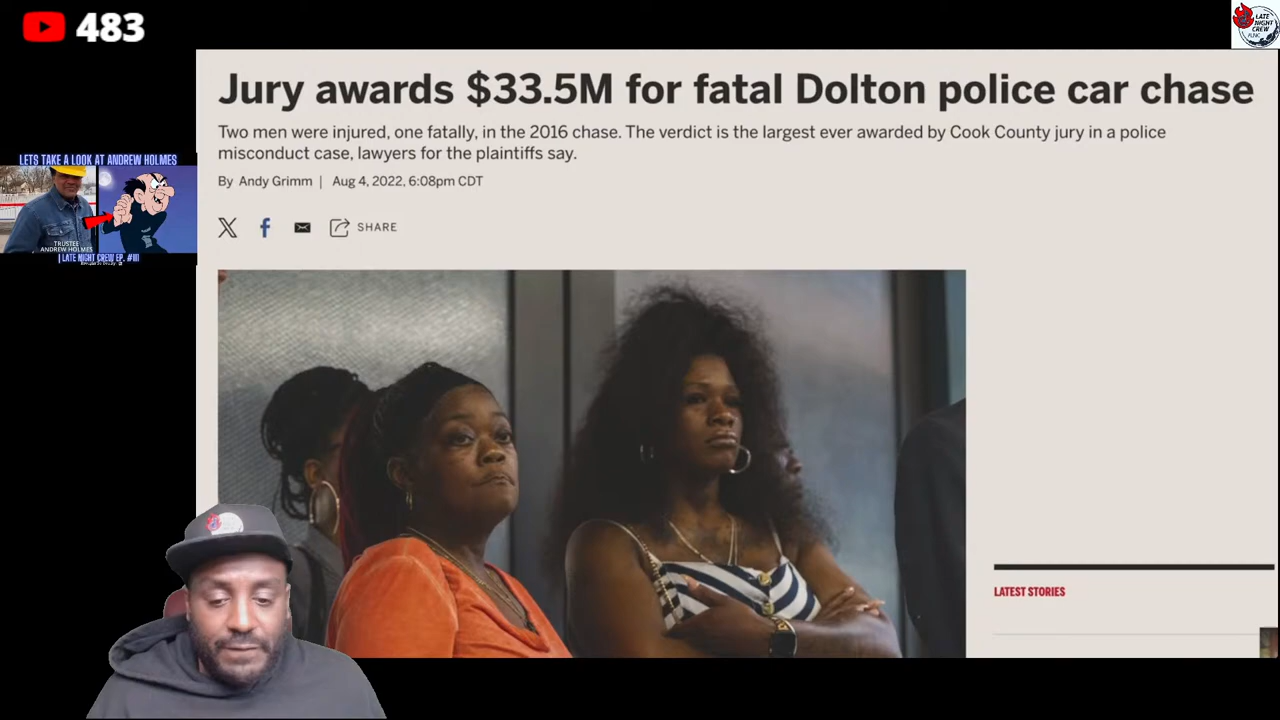 483
LATE
NIGHT
CREW
Jury awards $33.5M for fatal Dolton police car chase
Two men were injured, one fatally, in the 2016 chase. The verdict is the largest ever awarded by Cook County jury in a police
misconduct case, lawyers for the plaintiffs say.
By Andy Grimm | Aug 4, 2022, 6:08pm CDT
SHARE
LETS TAKE A LOOK AT ANDREW HOLMES
TRUSTEE
ANDREW HOLMES
| LATE NIGHT CREW EP. #111
LATEST STORIES